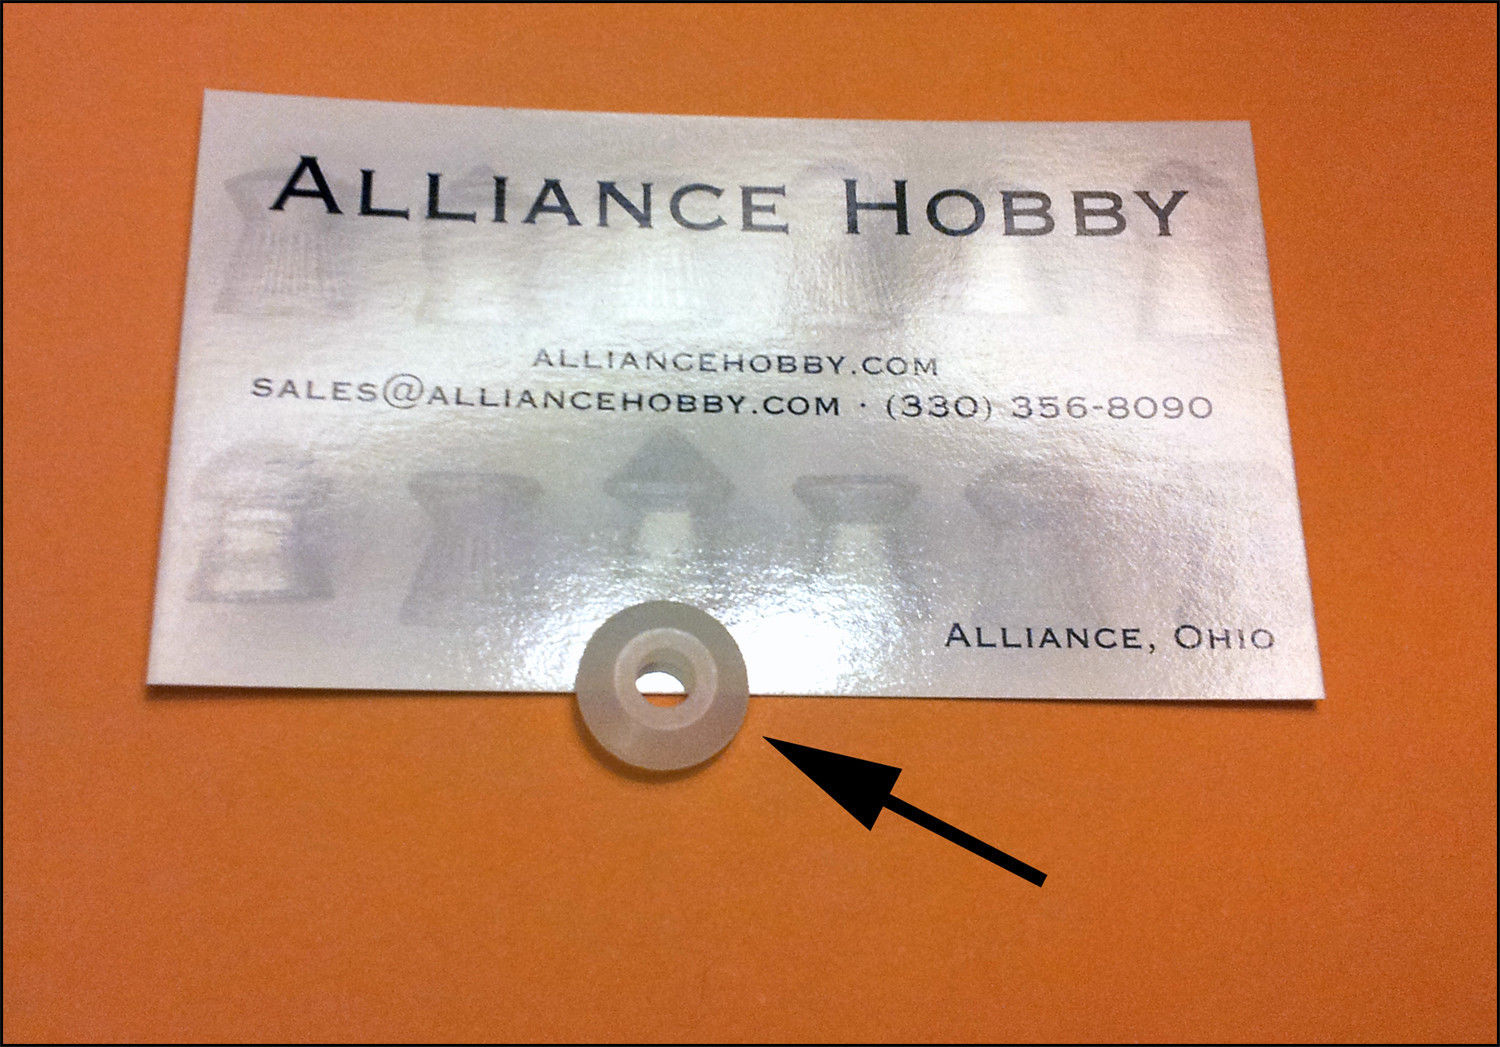 ALLIANCE HOBBY
ALLIANCEHOBBY.COM
SALES@ALLIANCEHOBBY.COM · (330) 356-8090
ALLIANCE, OHIO